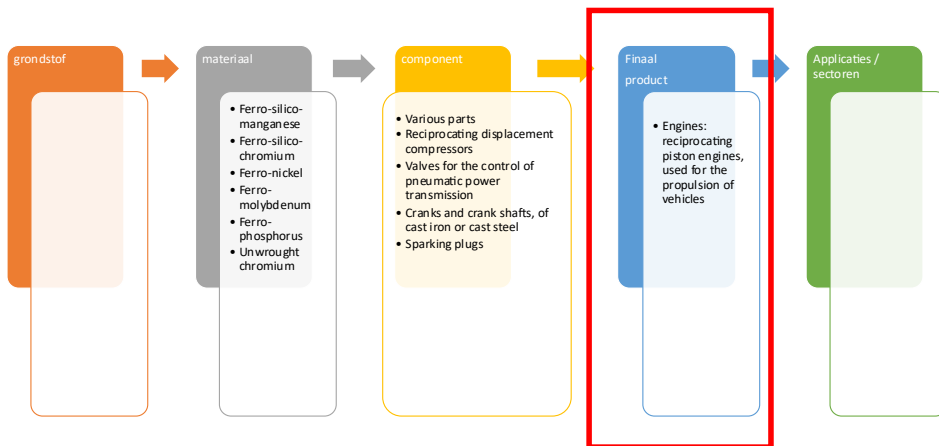 grondstof
materiaal
• Ferro-silico-
manganese
• Ferro-silico-
chromium
• Ferro-nickel
• Ferro-
molybdenum
• Ferro-
phosphorus
• Unwrought
chromium
component
• Various parts
• Reciprocating displacement
compressors
• Valves for the control of
pneumatic power
transmission
• Cranks and crank shafts, of
cast iron or cast steel
• Sparking plugs
Finaal
product
• Engines:
reciprocating
piston engines,
used for the
propulsion of
vehicles
Applicaties /
sectoren